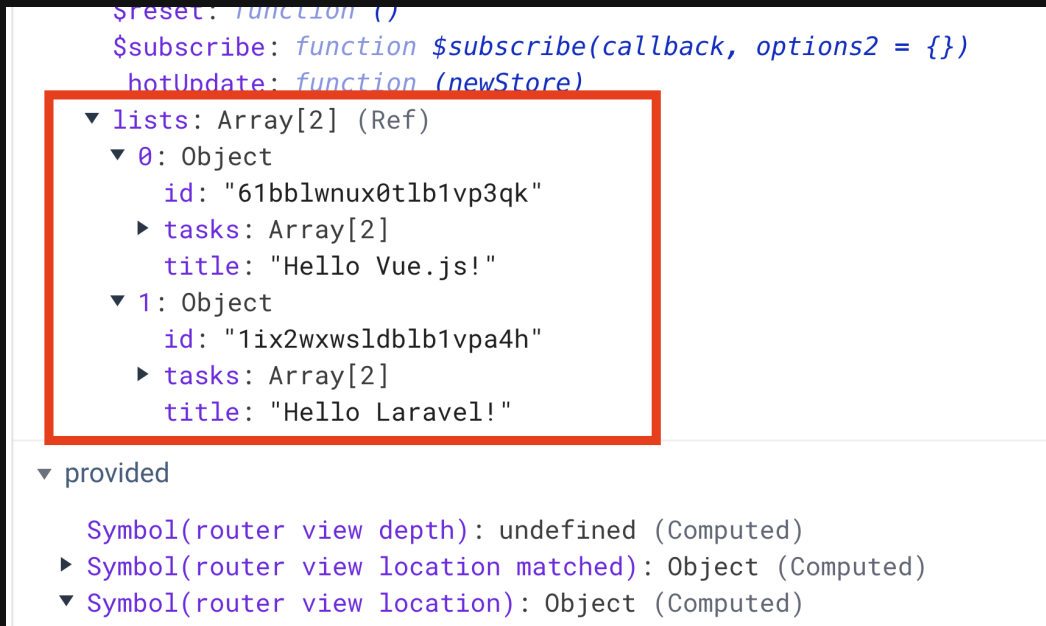 $reset: function ()
$subscribe: function $subscribe(callback, options2 = {})
_hotUpdate: function (newStore)
lists: Array[2] (Ref)
0: Object
id: "61bblwnux0tlb1vp3qk"
tasks: Array[2]
title: "Hello Vue.js!"
1: Object
id: "1ix2wxwsldblb1vpa4h"
tasks: Array[2]
title: "Hello Laravel!"
provided
Symbol(router view depth): undefined (Computed)
Symbol(router view location matched): Object (Computed)
Symbol(router view location): Object (Computed)